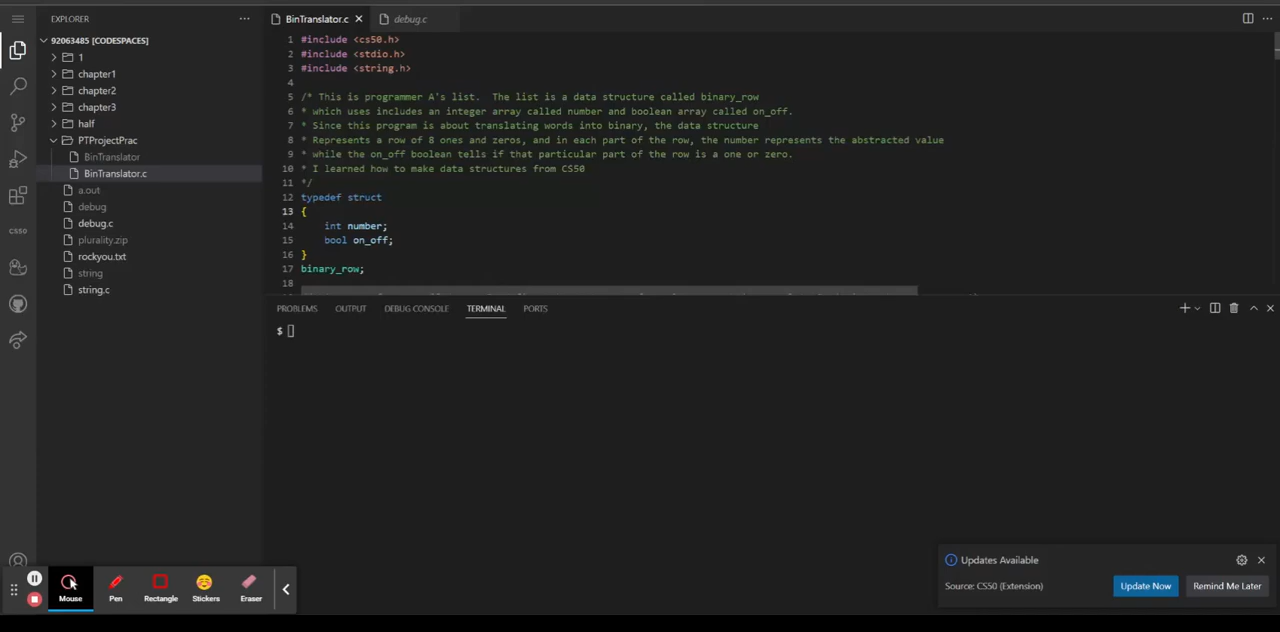 EXPLORER
92063485 [CODESPACES]
1
chapter1
chapter2
chapter3
half
PTProjectPrac
BinTranslator
BinTranslator.c
a.out
debug
debug.c
plurality.zip
rockyou.txt
string
string.c
CS50
BinTranslator.c
debug.c
1 #include <cs50.h>
2 #include <stdio.h>
3 #include <string.h>
4
5 /* This is programmer A's list. The list is a data structure called binary_row
6 * which uses includes an integer array called number and boolean array called on_off.
7 * Since this program is about translating words into binary, the data structure
8 * Represents a row of 8 ones and zeros, and in each part of the row, the number represents the abstracted value
9 * while the on_off boolean tells if that particular part of the row is a one or zero.
10 * I learned how to make data structures from CS50
11 */
12 typedef struct
13 {
14 int number;
15 bool on_off;
16 }
17 binary_row;
18
PROBLEMS OUTPUT DEBUG CONSOLE TERMINAL PORTS
$
Updates Available
Source: CS50 (Extension)
Update Now
Remind Me Later
Mouse
Pen
Rectangle
Stickers
Eraser